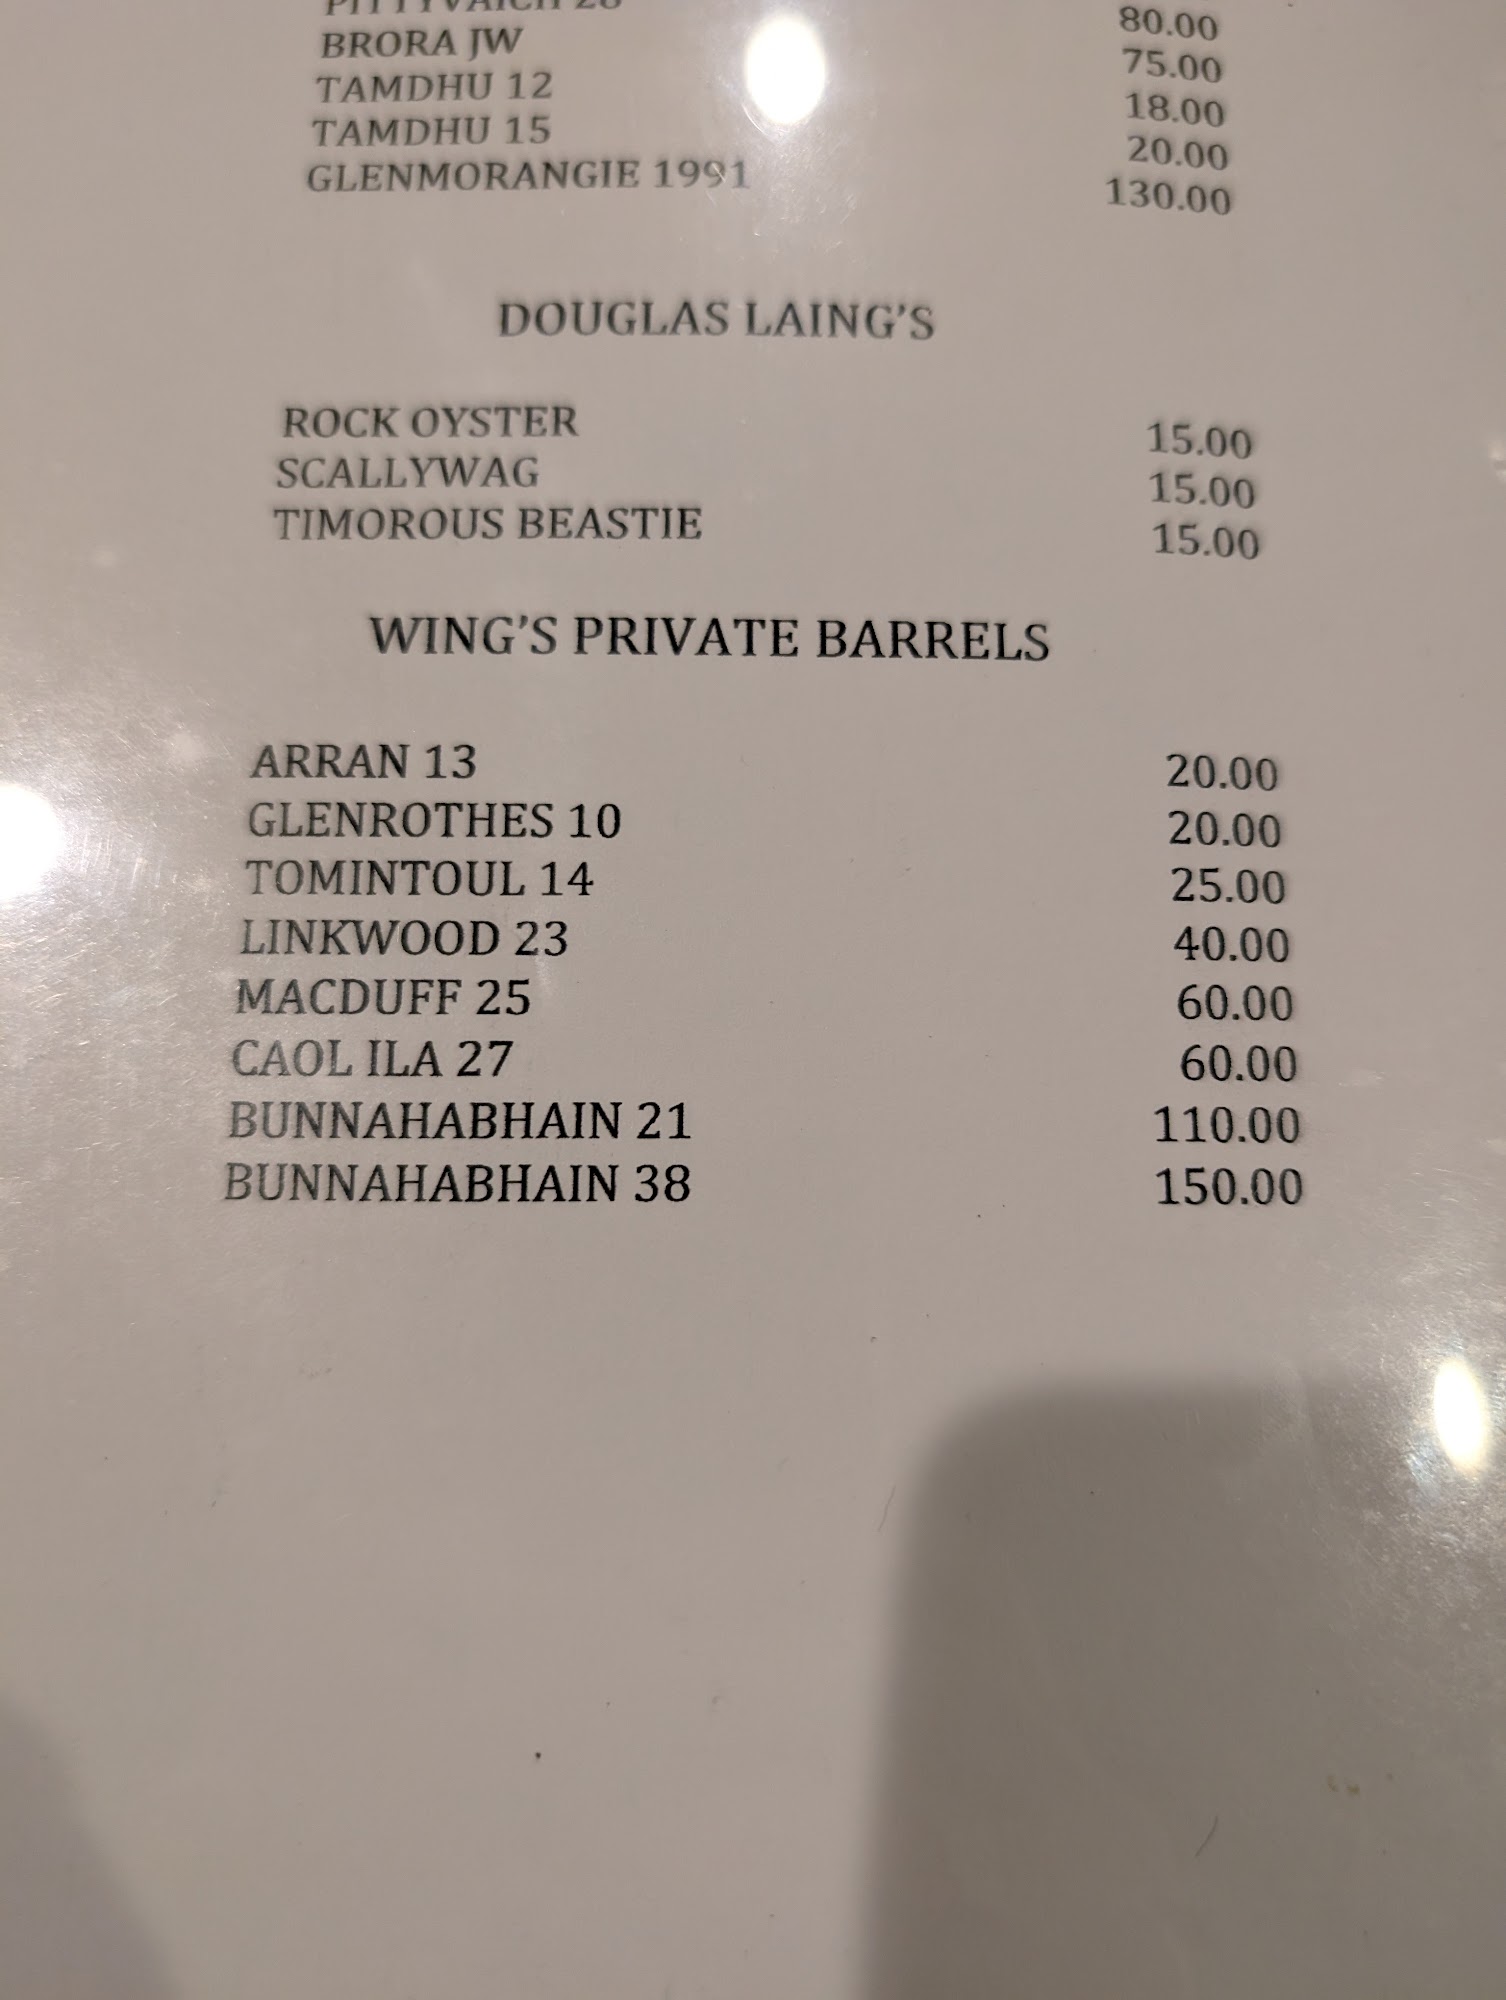 PITTYVAICH 28 80.00
BRORA JW 75.00
TAMDHU 12 18.00
TAMDHU 15 20.00
GLENMORANGIE 1991 130.00
DOUGLAS LAING'S
ROCK OYSTER 15.00
SCALLYWAG 15.00
TIMOROUS BEASTIE 15.00
WING'S PRIVATE BARRELS
ARRAN 13 20.00
GLENROTHES 10 20.00
TOMINTOUL 14 25.00
LINKWOOD 23 40.00
MACDUFF 25 60.00
CAOL ILA 27 60.00
BUNNAHABHAIN 21 110.00
BUNNAHABHAIN 38 150.00